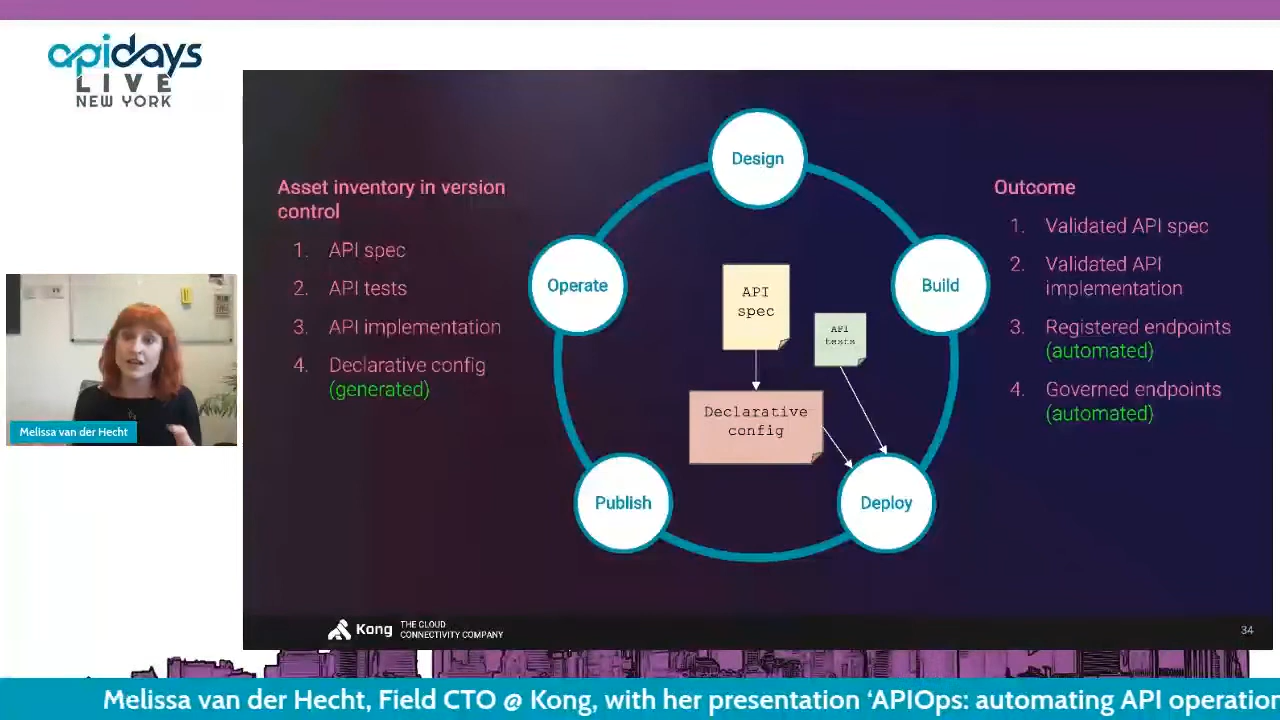 apidays
LIVE
NEW YORK
Asset inventory in version
control
1. API spec
2. API tests
3. API implementation
4. Declarative config
(generated)
Design
Operate
Build
Publish
Deploy
API
spec
API
tests
Declarative
config
Outcome
1. Validated API spec
2. Validated API
implementation
3. Registered endpoints
(automated)
4. Governed endpoints
(automated)
Melissa van der Hecht
Kong THE CLOUD
CONNECTIVITY COMPANY
34
Melissa van der Hecht, Field CTO @ Kong, with her presentation ‘APIOps: automating API operation